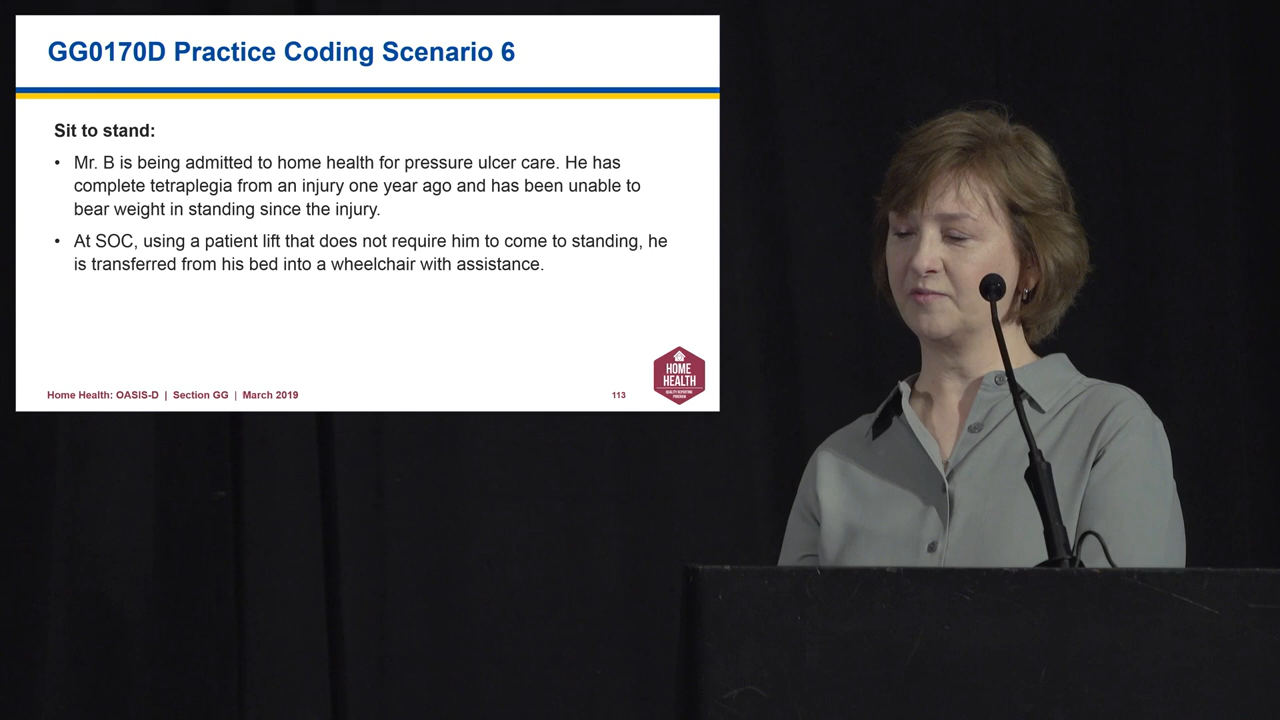 GG0170D Practice Coding Scenario 6
Sit to stand:
• Mr. B is being admitted to home health for pressure ulcer care. He has
complete tetraplegia from an injury one year ago and has been unable to
bear weight in standing since the injury.
• At SOC, using a patient lift that does not require him to come to standing, he
is transferred from his bed into a wheelchair with assistance.
HOME
HEALTH
QUALITY REPORTING
PROGRAM
Home Health: OASIS-D | Section GG | March 2019
113